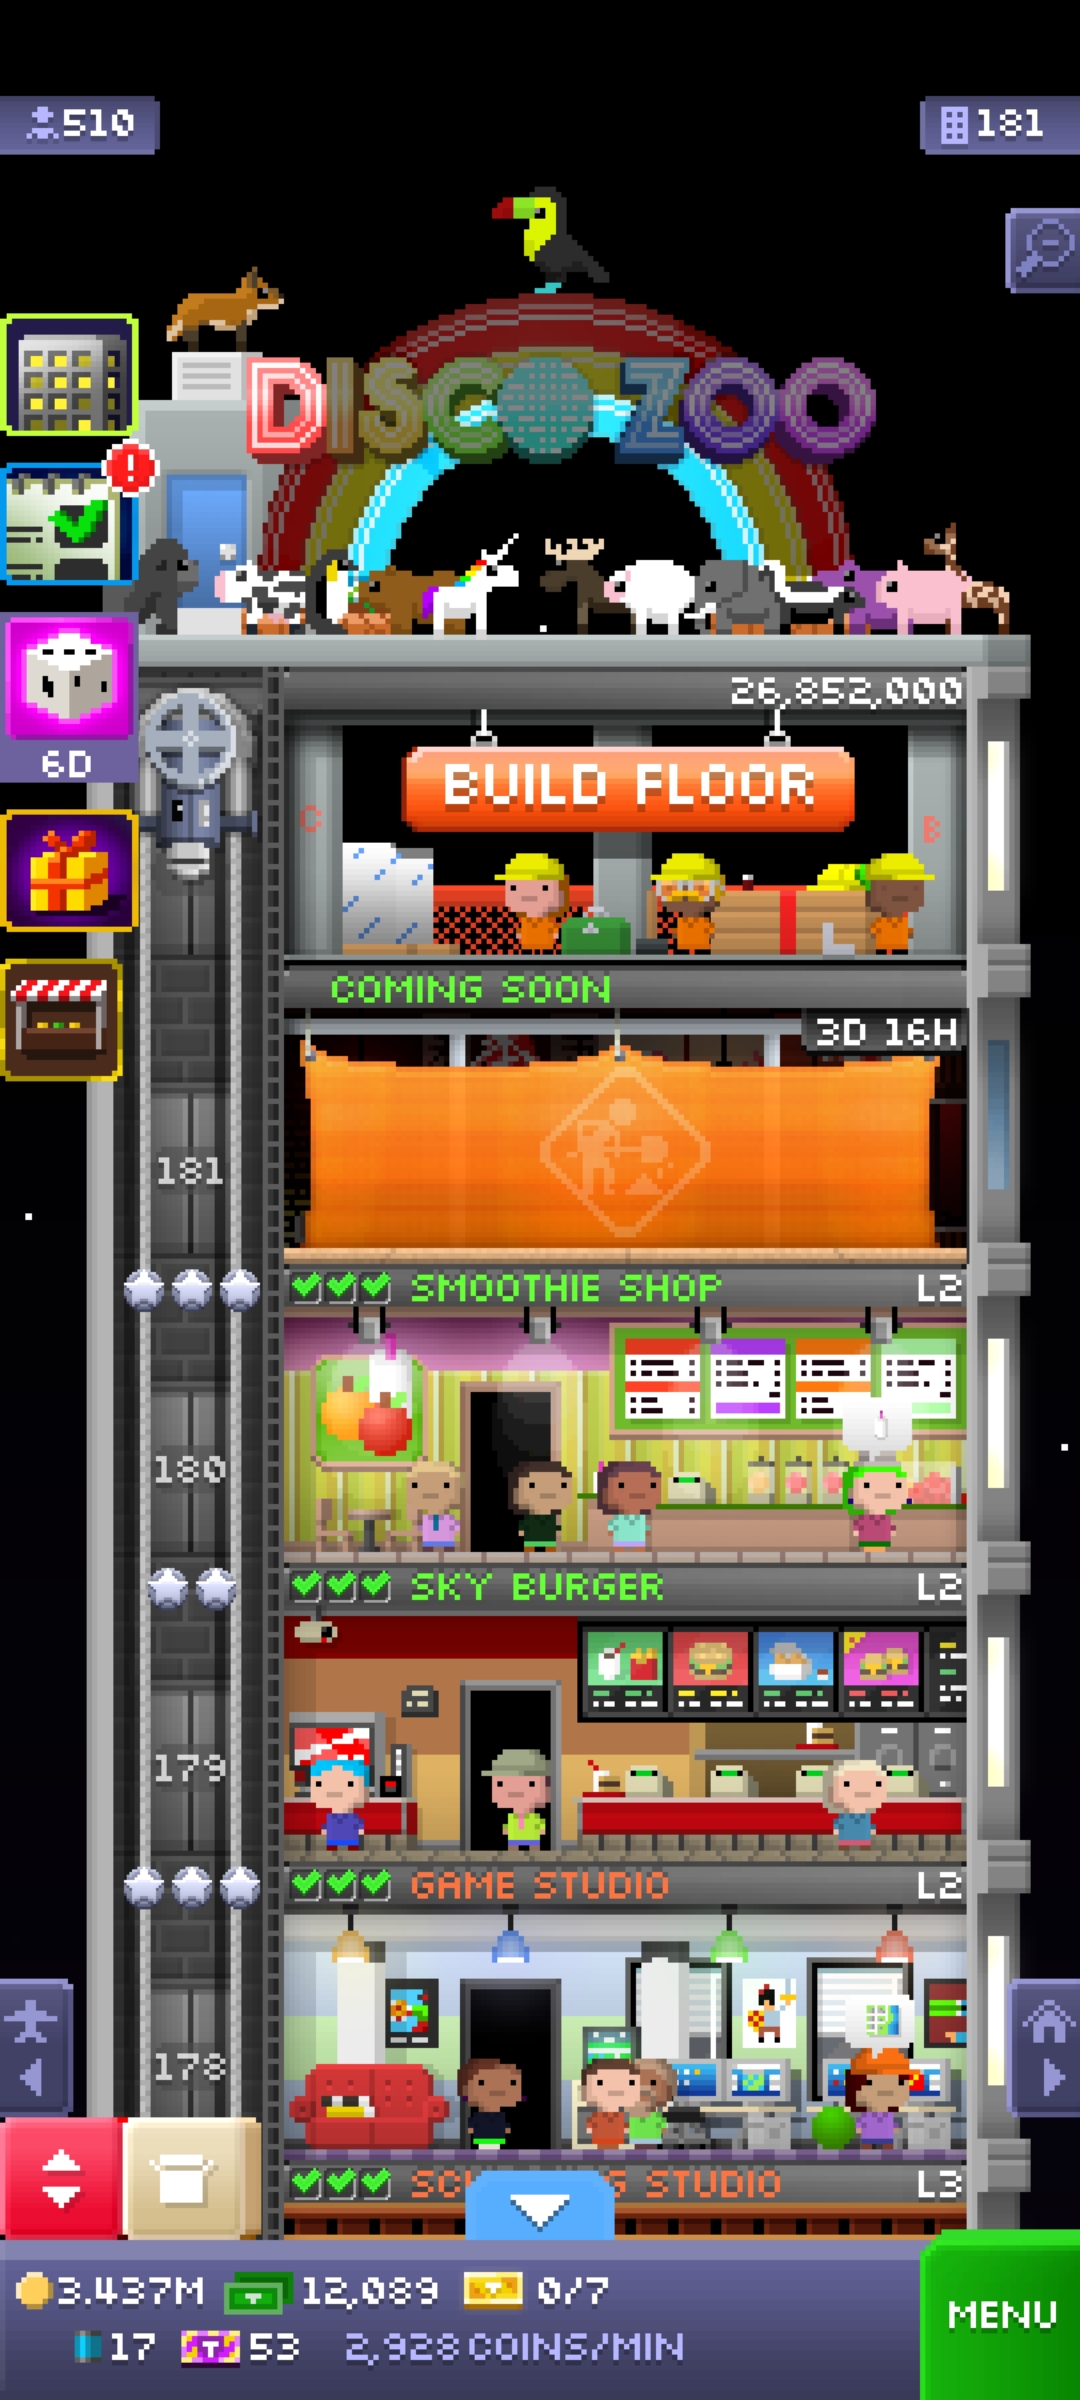 510
181
DISCO ZOO
26,852,000
BUILD FLOOR
6D
C
B
COMING SOON
3D 16H
181
SMOOTHIE SHOP L2
180
SKY BURGER L2
179
GAME STUDIO L2
178
STUDIO L3
3.437M 12,089 0/7
17 53 2,928 COINS/MIN
MENU